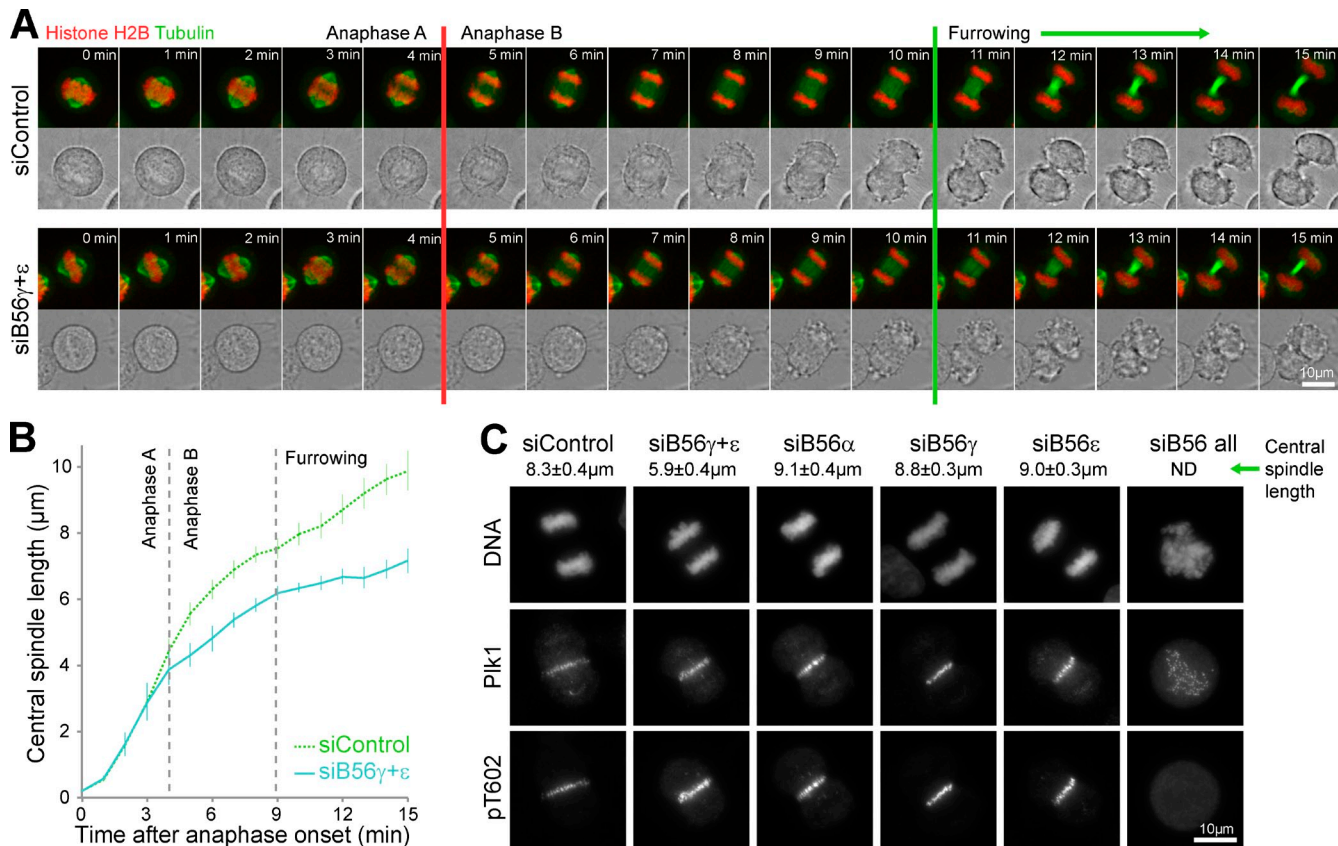 A
Histone H2B Tubulin
Anaphase A
Anaphase B
Furrowing
siControl
0 min 1 min 2 min 3 min 4 min 5 min 6 min 7 min 8 min 9 min 10 min 11 min 12 min 13 min 14 min 15 min
siB56γ+ε
0 min 1 min 2 min 3 min 4 min 5 min 6 min 7 min 8 min 9 min 10 min 11 min 12 min 13 min 14 min 15 min
10µm
B
Central spindle length (µm)
10
8
6
4
2
0
Anaphase A
Anaphase B
Furrowing
siControl
siB56γ+ε
0 3 6 9 12 15
Time after anaphase onset (min)
C
siControl siB56γ+ε siB56α siB56γ siB56ε siB56 all
8.3±0.4µm 5.9±0.4µm 9.1±0.4µm 8.8±0.3µm 9.0±0.3µm ND
Central
spindle
length
DNA
Plk1
pT602
10µm